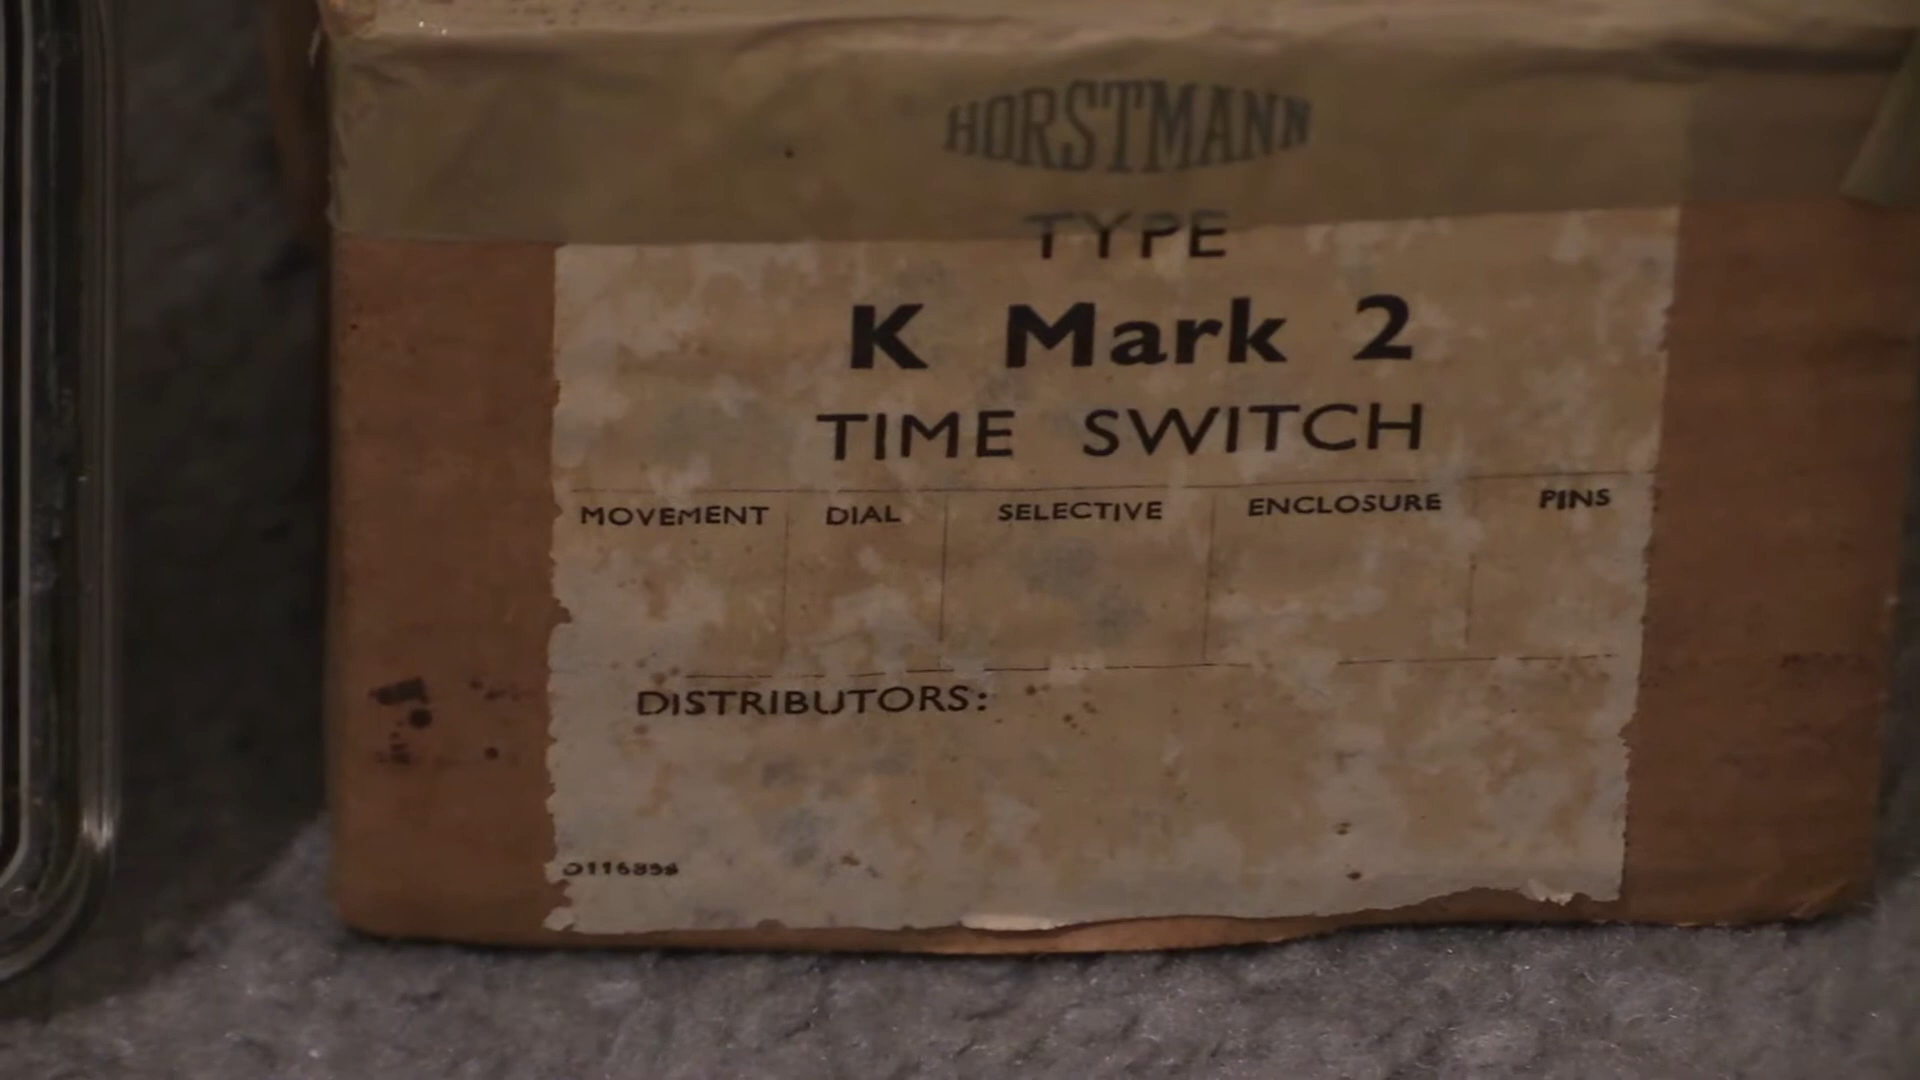 HORSTMANN
TYPE
K Mark 2
TIME SWITCH
MOVEMENT DIAL SELECTIVE ENCLOSURE PINS
DISTRIBUTORS: